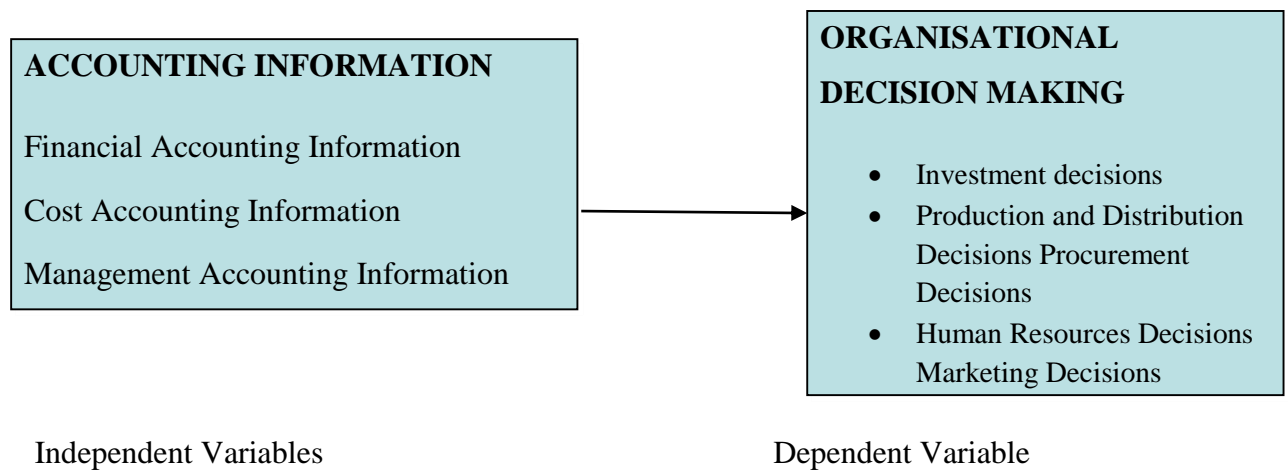 ACCOUNTING INFORMATION
Financial Accounting Information
Cost Accounting Information
Management Accounting Information
ORGANISATIONAL
DECISION MAKING
• Investment decisions
• Production and Distribution
Decisions Procurement
Decisions
• Human Resources Decisions
Marketing Decisions
Independent Variables
Dependent Variable